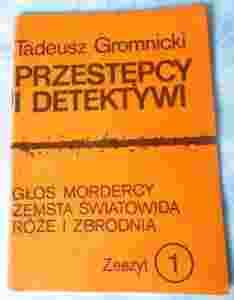 Tadeusz Gromnicki
PRZESTĘPCY
I DETEKTYWI
GŁOS MORDERCY
ZEMSTA ŚWIATOWIDA
RÓŻE I ZBRODNIA
Zeszyt 1